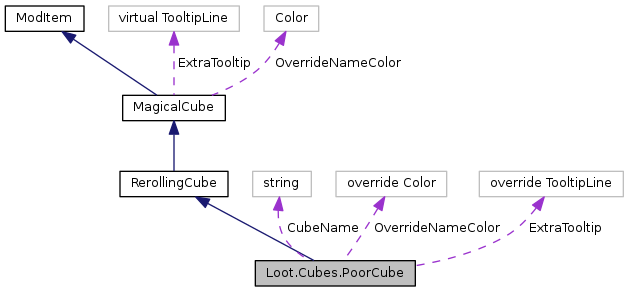 ModItem
virtual TooltipLine
Color
ExtraTooltip
OverrideNameColor
MagicalCube
RerollingCube
string
override Color
override TooltipLine
CubeName
OverrideNameColor
ExtraTooltip
Loot.Cubes.PoorCube